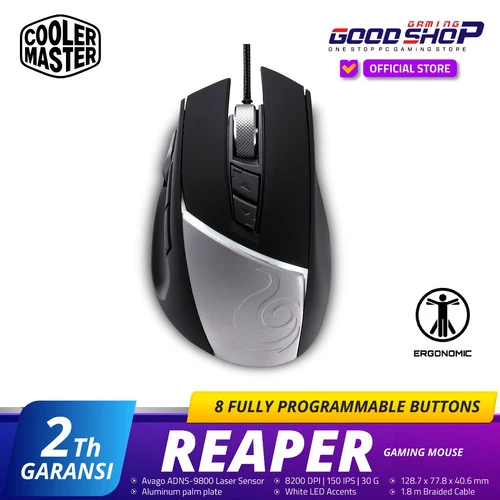 COOLER
MASTER
GAMING
GOODSHOP
ONE STOP PC GAMING STORE
OFFICIAL STORE
ERGONOMIC
8 FULLY PROGRAMMABLE BUTTONS
2Th
GARANSI
REAPER GAMING MOUSE
Avago ADNS-9800 Laser Sensor
Aluminum palm plate
8200 DPI | 150 IPS | 30 G
White LED Accents
128.7 x 77.8 x 40.6 mm
1.8 m Braided Cable